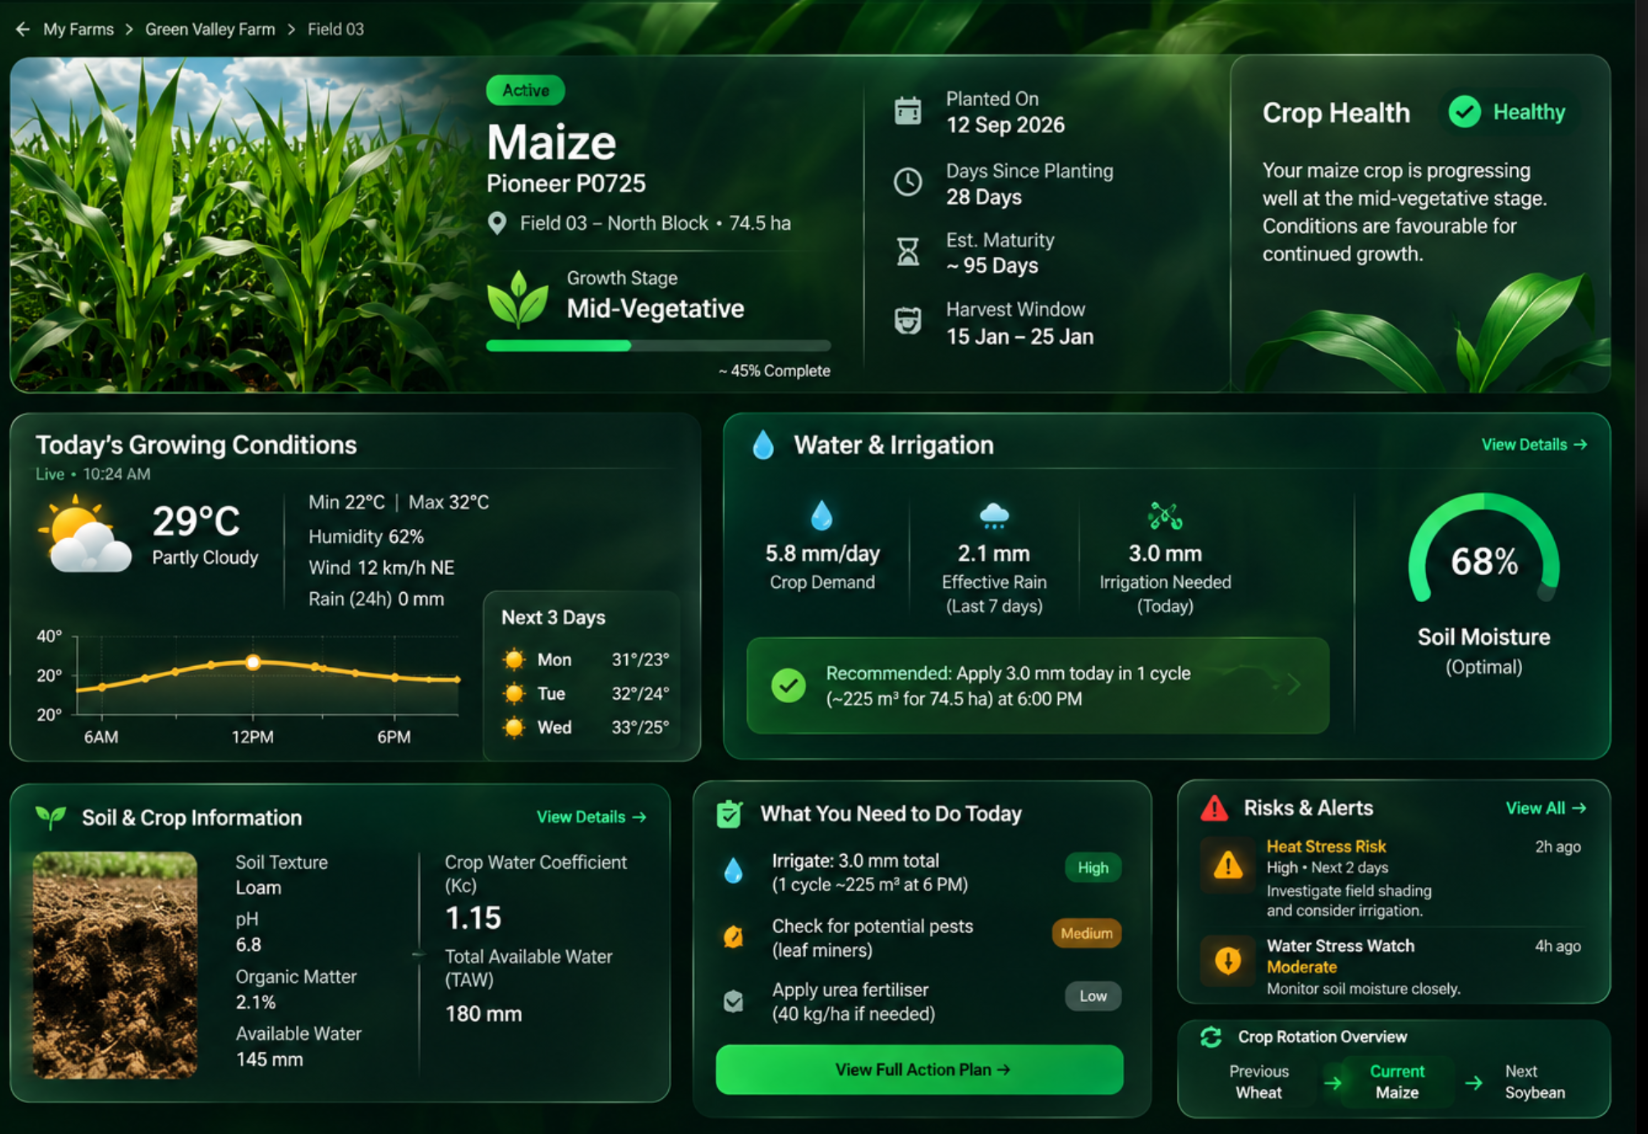 ← My Farms > Green Valley Farm > Field 03
Active
Maize
Pioneer P0725
Field 03 – North Block • 74.5 ha
Growth Stage
Mid-Vegetative
~ 45% Complete
Planted On
12 Sep 2026
Days Since Planting
28 Days
Est. Maturity
~ 95 Days
Harvest Window
15 Jan – 25 Jan
Crop Health
Healthy
Your maize crop is progressing
well at the mid-vegetative stage.
Conditions are favourable for
continued growth.
Today's Growing Conditions
Live • 10:24 AM
29°C
Partly Cloudy
Min 22°C | Max 32°C
Humidity 62%
Wind 12 km/h NE
Rain (24h) 0 mm
40°
20°
20°
6AM 12PM 6PM
Next 3 Days
Mon 31°/23°
Tue 32°/24°
Wed 33°/25°
Water & Irrigation
View Details →
5.8 mm/day
Crop Demand
2.1 mm
Effective Rain
(Last 7 days)
3.0 mm
Irrigation Needed
(Today)
Recommended: Apply 3.0 mm today in 1 cycle
(~225 m³ for 74.5 ha) at 6:00 PM
68%
Soil Moisture
(Optimal)
Soil & Crop Information
View Details →
Soil Texture
Loam
pH
6.8
Organic Matter
2.1%
Available Water
145 mm
Crop Water Coefficient
(Kc)
1.15
Total Available Water
(TAW)
180 mm
What You Need to Do Today
Irrigate: 3.0 mm total
(1 cycle ~225 m³ at 6 PM)
High
Check for potential pests
(leaf miners)
Medium
Apply urea fertiliser
(40 kg/ha if needed)
Low
View Full Action Plan →
Risks & Alerts
View All →
Heat Stress Risk
2h ago
High • Next 2 days
Investigate field shading
and consider irrigation.
Water Stress Watch
4h ago
Moderate
Monitor soil moisture closely.
Crop Rotation Overview
Previous
Wheat
→
Current
Maize
→
Next
Soybean